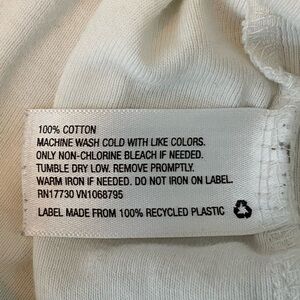 100% COTTON
MACHINE WASH COLD WITH LIKE COLORS.
ONLY NON-CHLORINE BLEACH IF NEEDED.
TUMBLE DRY LOW. REMOVE PROMPTLY.
WARM IRON IF NEEDED. DO NOT IRON ON LABEL.
RN17730 VN1068795
LABEL MADE FROM 100% RECYCLED PLASTIC